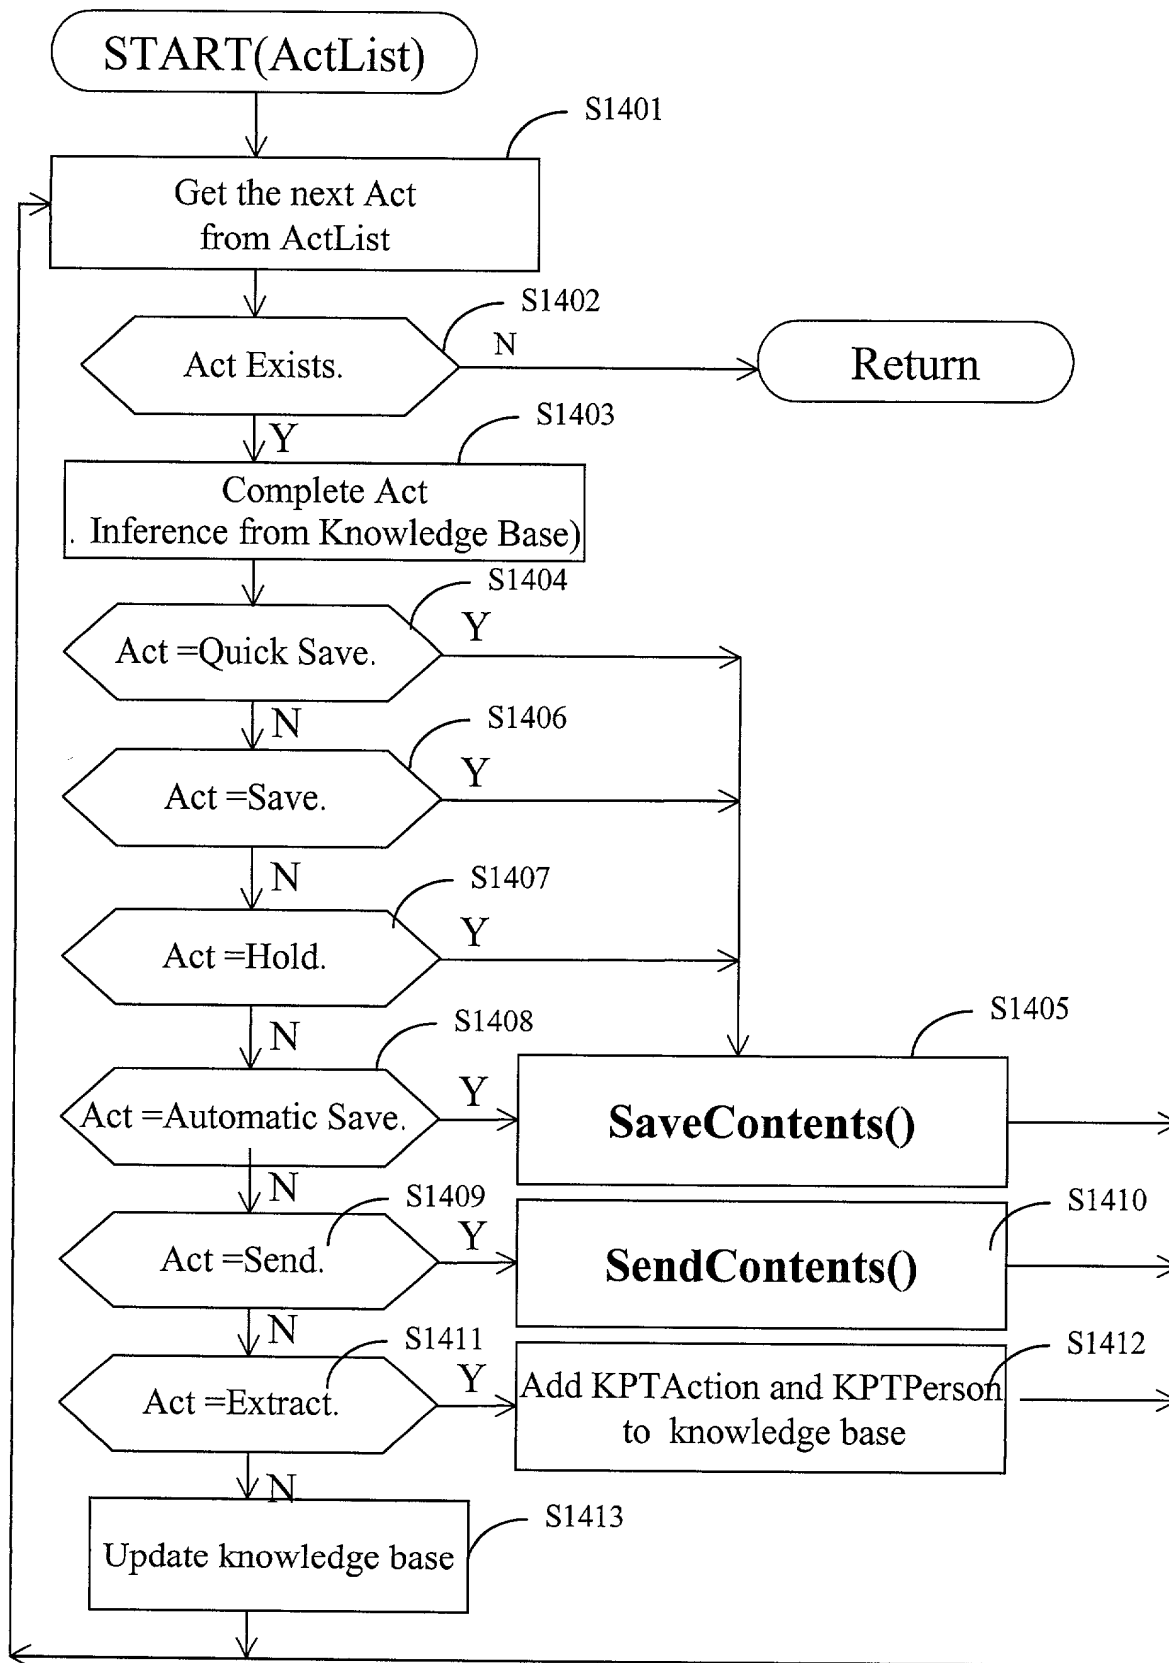 START(ActList)
S1401
Get the next Act
from ActList
S1402
Act Exists.
N
Return
S1403
Y
Complete Act
. Inference from Knowledge Base)
S1404
Act =Quick Save.
Y
N
S1406
Act =Save.
Y
N
S1407
Act =Hold.
Y
N
S1408
S1405
Act =Automatic Save.
Y
SaveContents()
N
S1409
S1410
Act =Send.
Y
SendContents()
N
S1411
S1412
Act =Extract.
Y
Add KPTAction and KPTPerson
to knowledge base
N
S1413
Update knowledge base